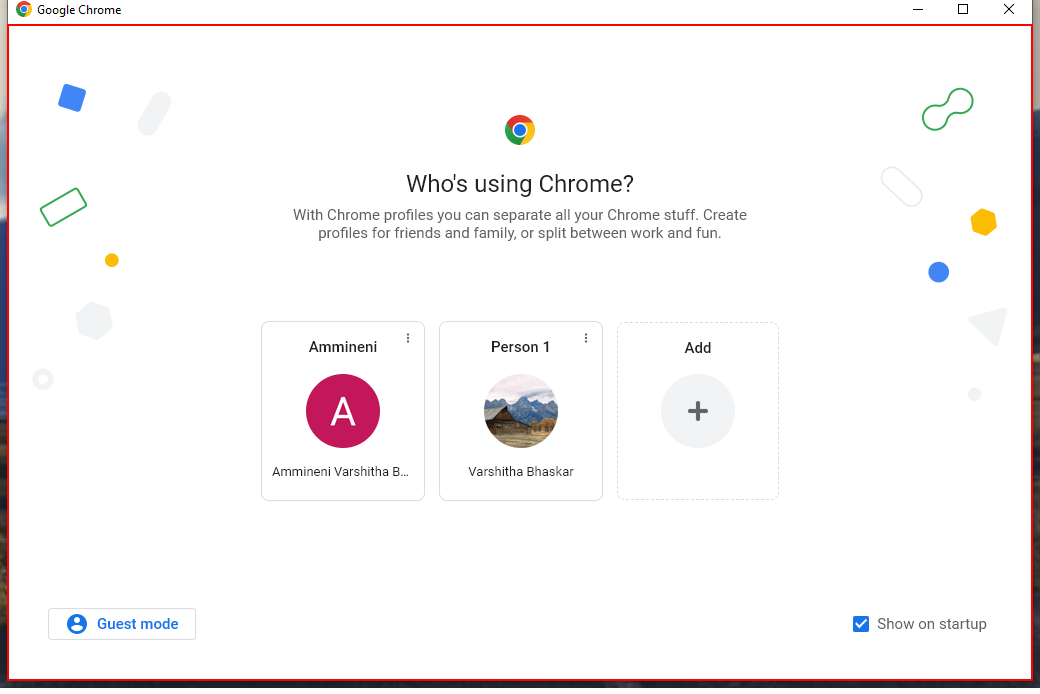 Google Chrome
Who's using Chrome?
With Chrome profiles you can separate all your Chrome stuff. Create
profiles for friends and family, or split between work and fun.
Ammineni
Person 1
Add
A
Ammineni Varshitha B...
Varshitha Bhaskar
Guest mode
Show on startup